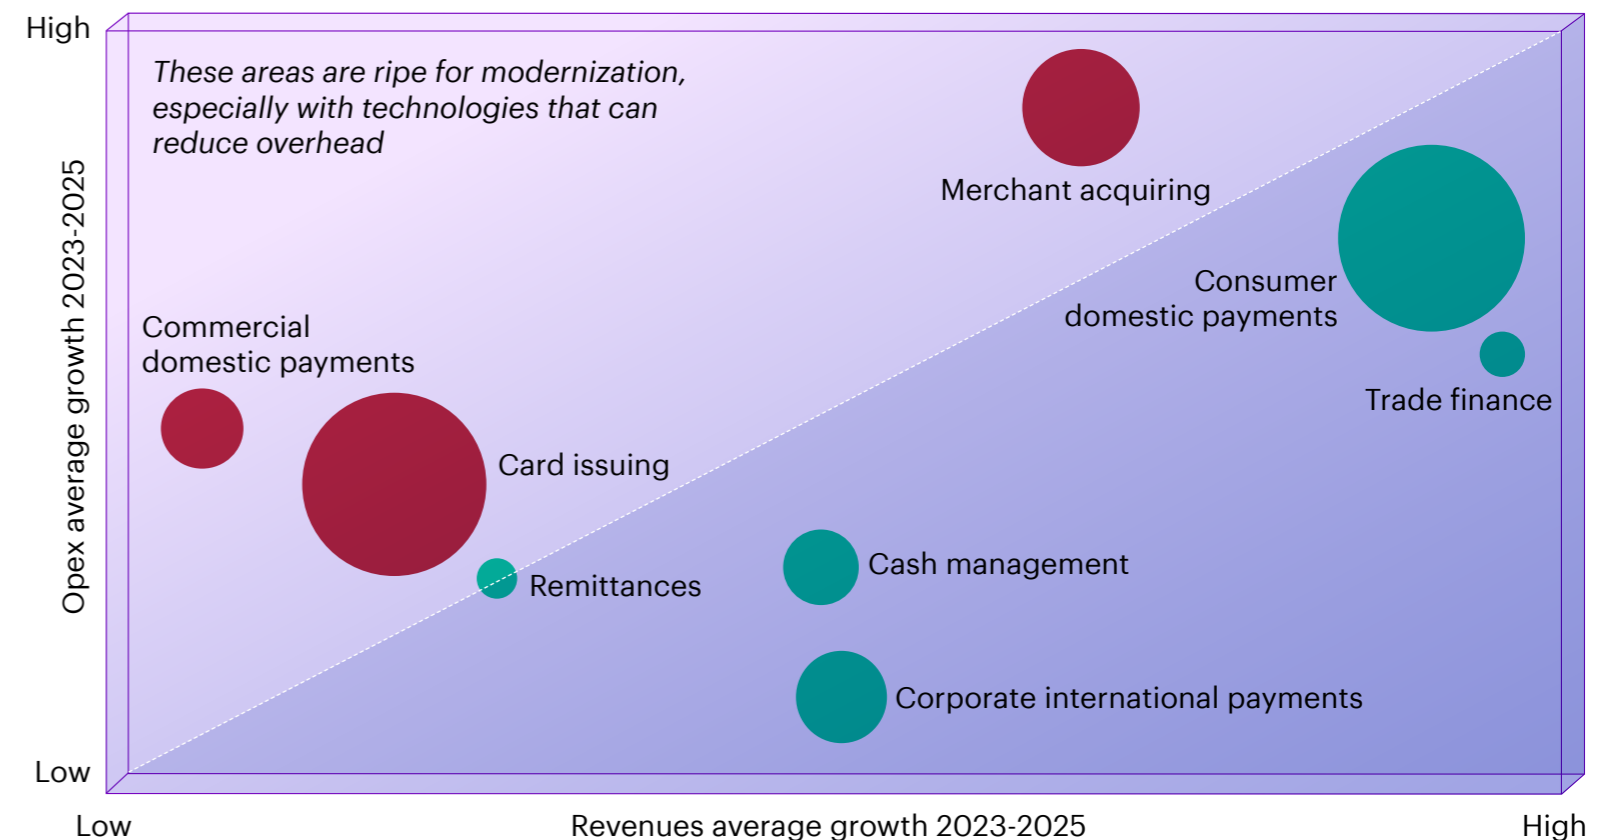 High
These areas are ripe for modernization,
especially with technologies that can
reduce overhead
Merchant acquiring
Consumer
domestic payments
Commercial
domestic payments
Trade finance
Card issuing
Remittances
Cash management
Corporate international payments
Opex average growth 2023-2025
Low
Low
Revenues average growth 2023-2025
High